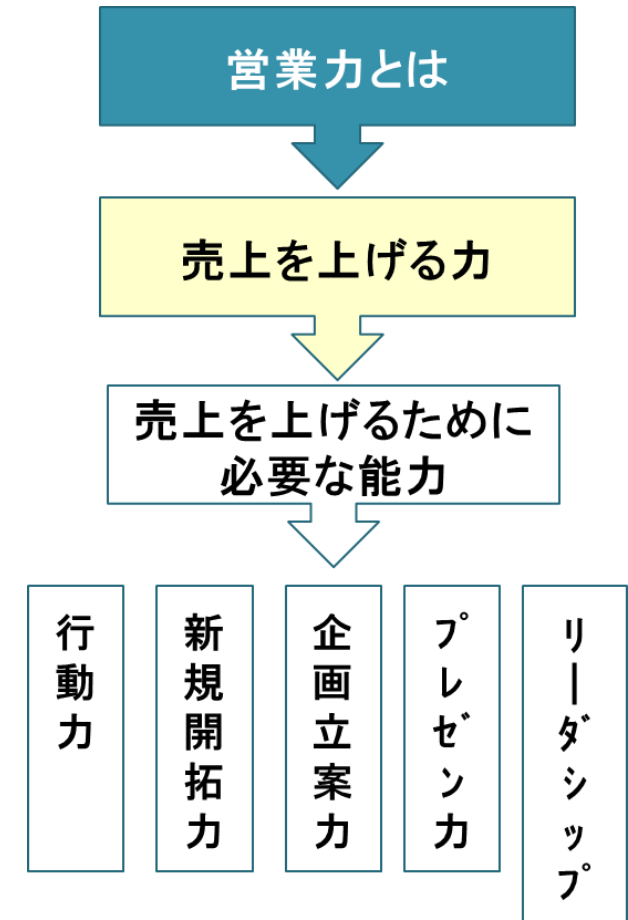 営業力とは
売上を上げる力
売上を上げるために
必要な能力
行動力
新規開拓力
企画立案力
プレゼン力
リーダシップ